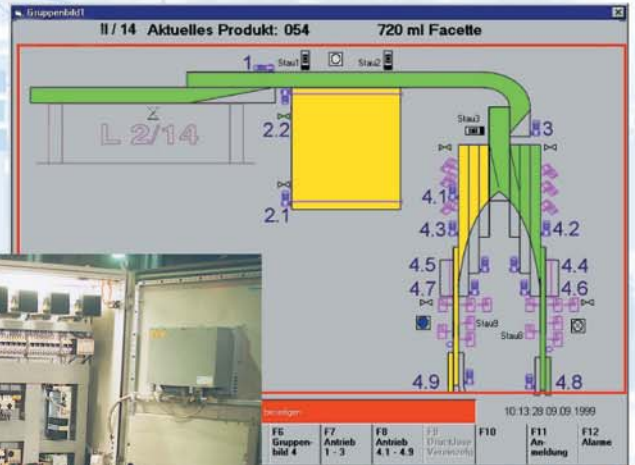 Gruppenbild1
II / 14 Aktuelles Produkt: 054 720 ml Facette
1 Stau1 Stau2
L 2/14
2.2
2.1
Stau3
3
4.1
4.3 4.2
4.5 4.4
4.7 4.6
Stau9 Stau8
4.9 4.8
10:13:28 09.09.1999
F6 Gruppen-bild 4
F7 Antrieb 1 - 3
F8 Antrieb 4.1 - 4.9
F9 Drucklose Vereinzelg
F10
F11 An-meldung
F12 Alarme